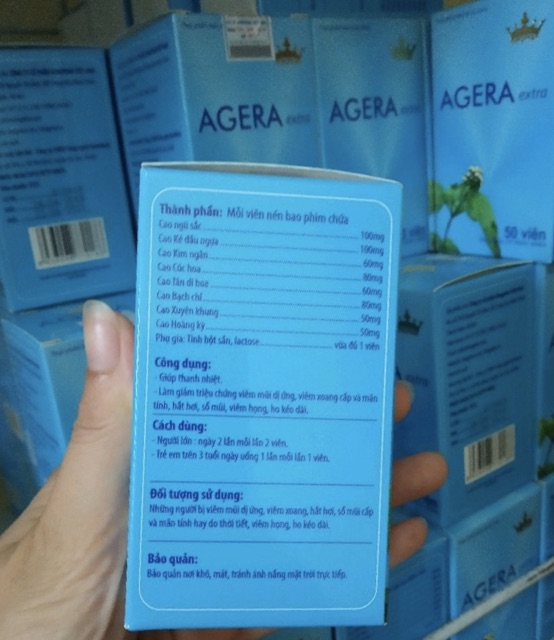 AGERA extra
AGERA
AGERA extra
50 viên
Thành phần: Mỗi viên nén bao phim chứa
Cao ngũ sắc 100mg
Cao Ké đầu ngựa 100mg
Cao Kim ngân 60mg
Cao Cóc hoa 80mg
Cao Tân di hoa 60mg
Cao Bạch chỉ 80mg
Cao Xuyên khung 50mg
Cao Hoàng kỳ 50mg
Phụ gia: Tinh bột sắn, lactose vừa đủ 1 viên
Công dụng:
- Giúp thanh nhiệt.
- Làm giảm triệu chứng viêm mũi dị ứng, viêm xoang cấp và mãn
tính, hắt hơi, sổ mũi, viêm họng, ho kéo dài.
Cách dùng:
- Người lớn: ngày 2 lần mỗi lần 2 viên.
- Trẻ em trên 3 tuổi ngày uống 1 lần mỗi lần 1 viên.
Đối tượng sử dụng:
Những người bị viêm mũi dị ứng, viêm xoang, hắt hơi, sổ mũi cấp
và mãn tính hay do thời tiết, viêm họng, ho kéo dài.
Bảo quản:
Bảo quản nơi khô, mát, tránh ánh nắng mặt trời trực tiếp.
AGERA